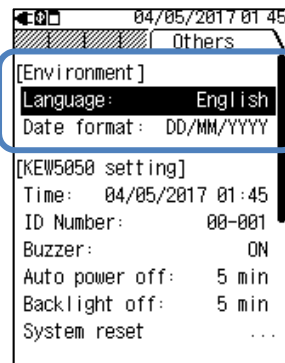 04/05/2017 01 45
Others
[Environment]
Language: English
Date format: DD/MM/YYYY
[KEW5050 setting]
Time: 04/05/2017 01:45
ID Number: 00-001
Buzzer: ON
Auto power off: 5 min
Backlight off: 5 min
System reset ...